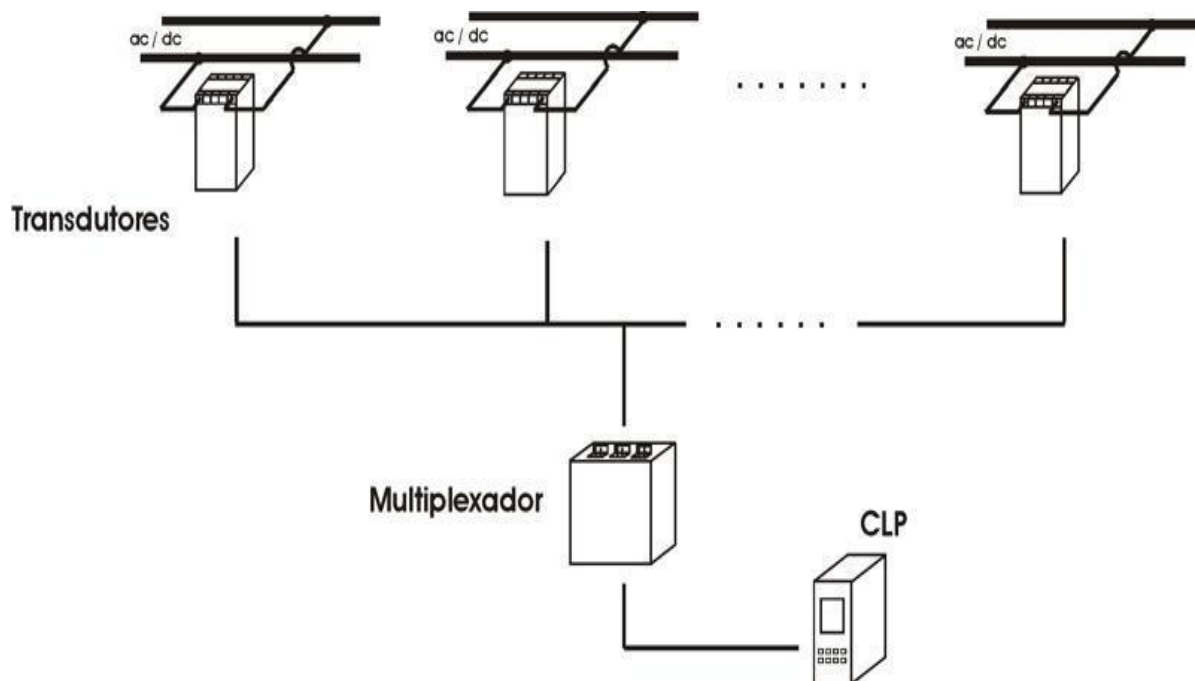 ac / dc
ac / dc
ac / dc
Transdutores
Multiplexador
CLP